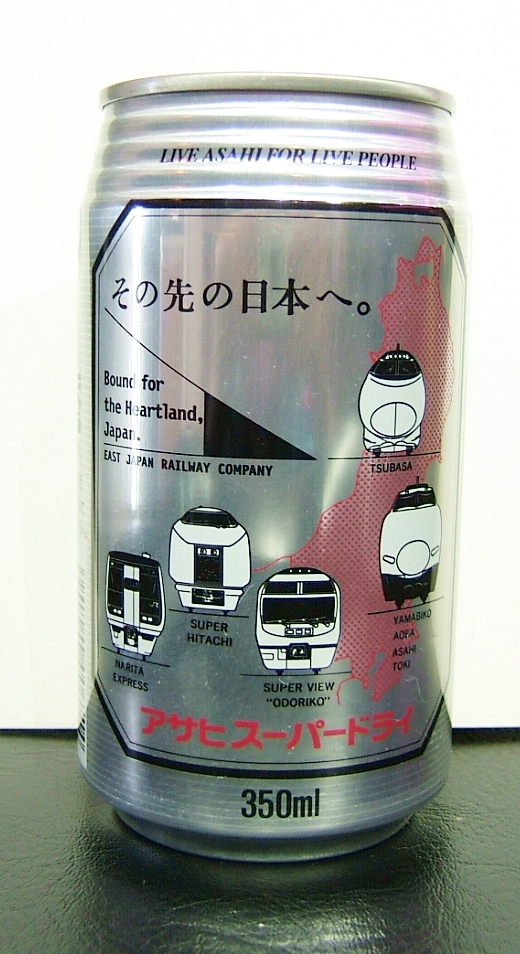 LIVE ASAHI FOR LIVE PEOPLE
その先の日本へ。
Bound for
the Heartland,
Japan.
EAST JAPAN RAILWAY COMPANY
TSUBASA
YAMABIKO
AOBA
ASAHI
TOKI
SUPER
HITACHI
NARITA
EXPRESS
SUPER VIEW
"ODORIKO"
アサヒスーパードライ
350ml